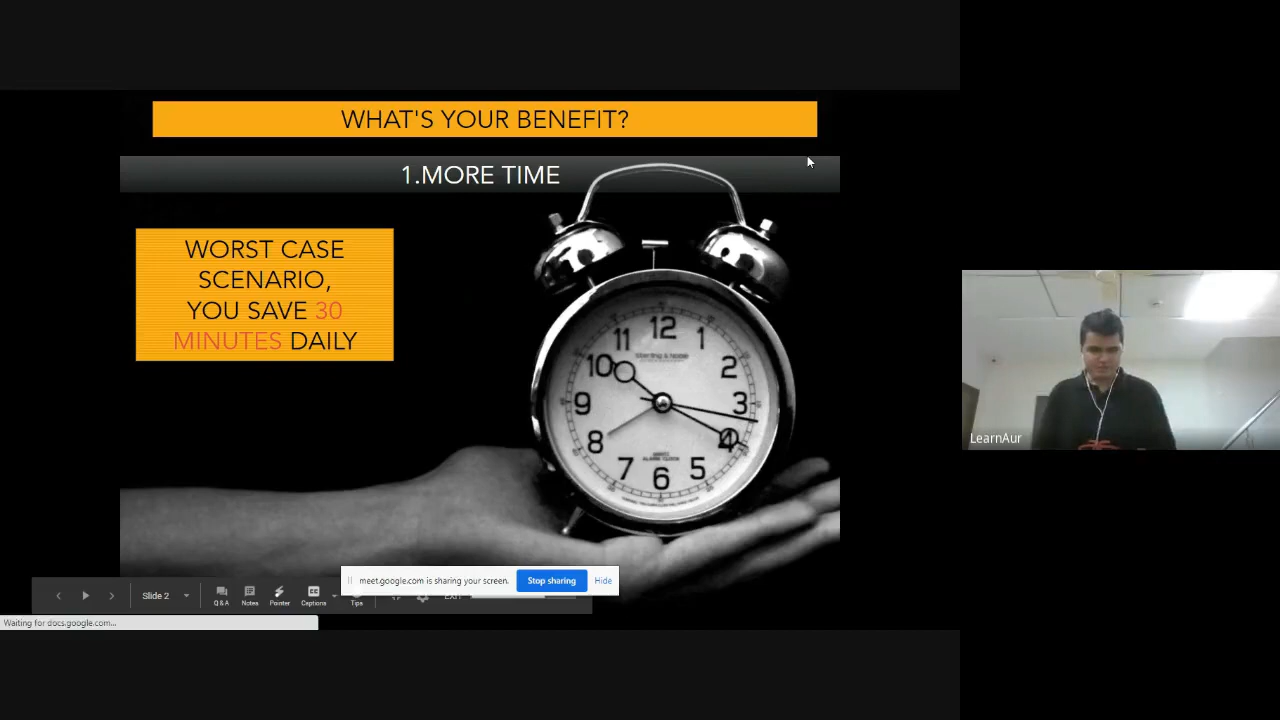 WHAT'S YOUR BENEFIT?
1.MORE TIME
WORST CASE
SCENARIO,
YOU SAVE 30
MINUTES DAILY
12
11 1
10 2
9 3
8 4
7 5
6
LearnAur
meet.google.com is sharing your screen. Stop sharing Hide
Slide 2
Q & A Notes Pointer Captions Tips
Waiting for docs.google.com...